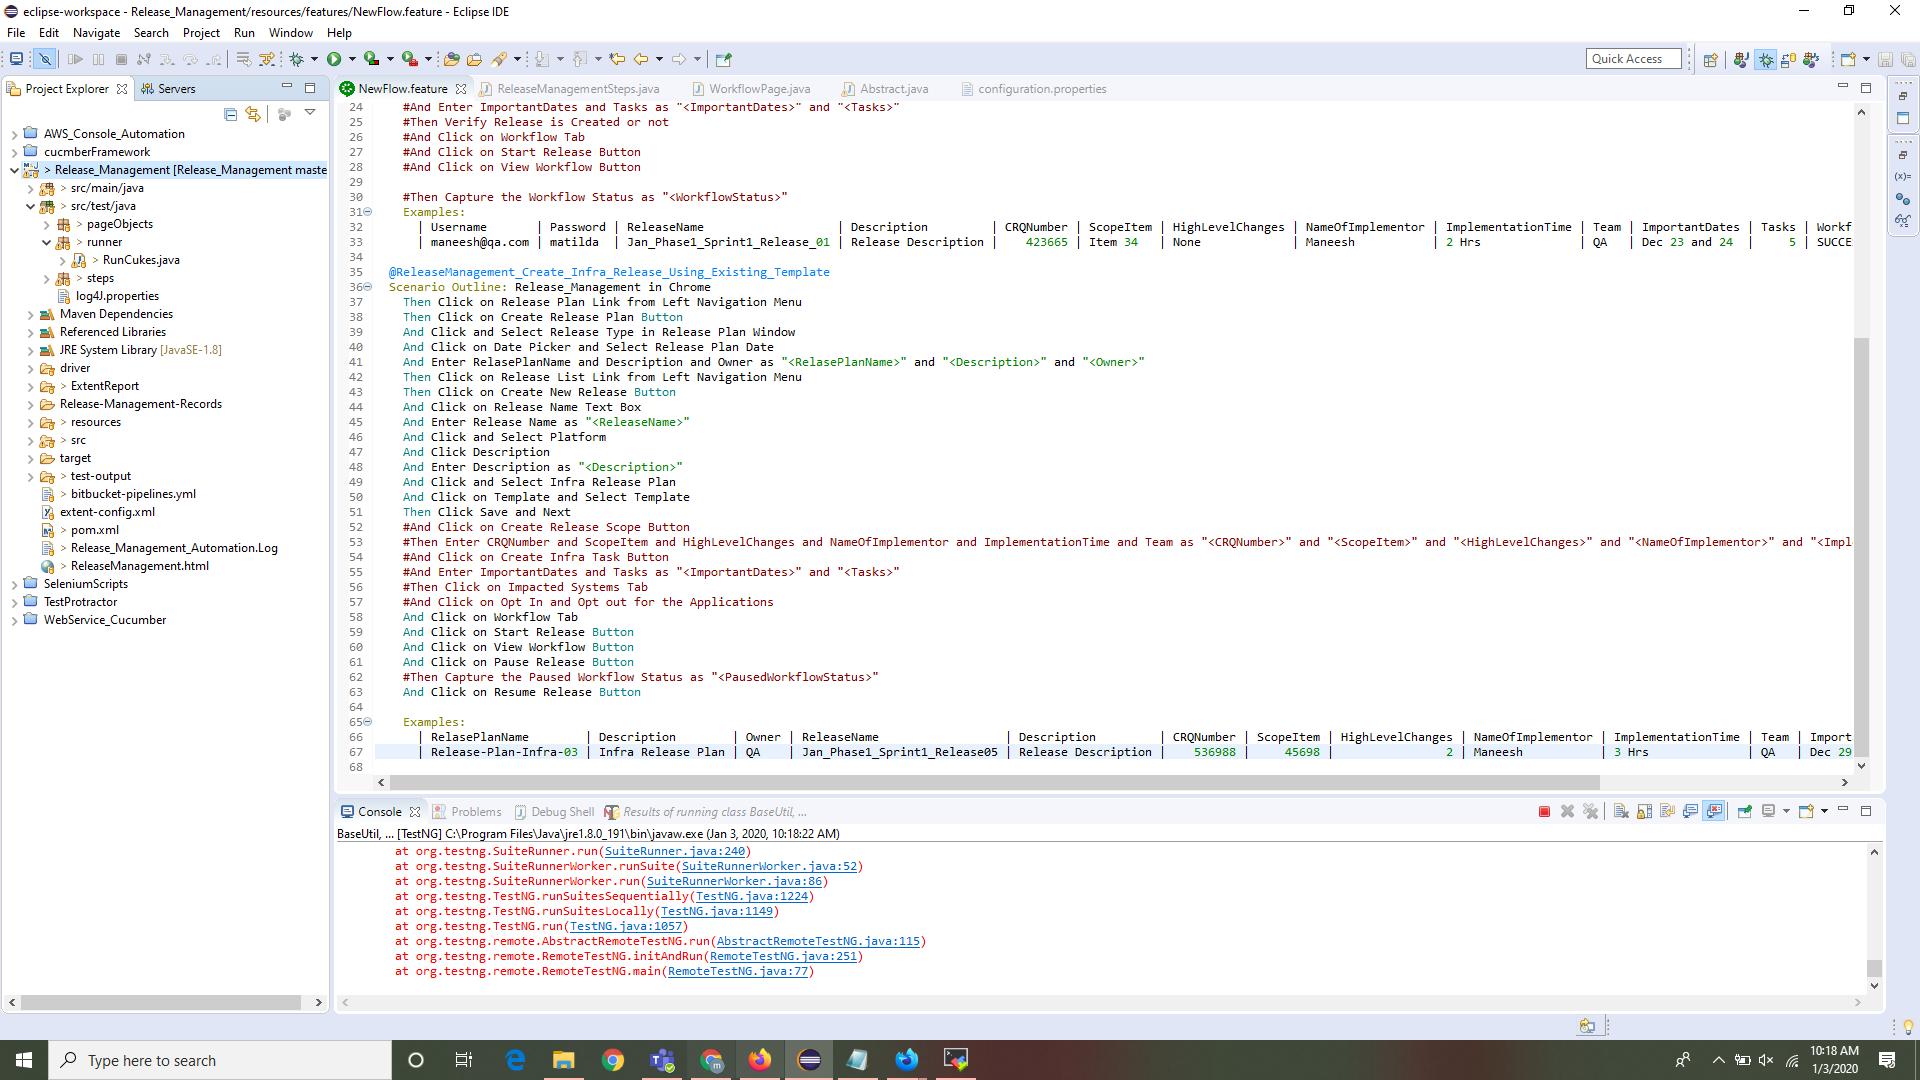 eclipse-workspace - Release_Management/resources/features/NewFlow.feature - Eclipse IDE
File Edit Navigate Search Project Run Window Help
Quick Access
Project Explorer Servers
NewFlow.feature ReleaseManagementSteps.java WorkflowPage.java Abstract.java configuration.properties
AWS_Console_Automation
cucmberFramework
> Release_Management [Release_Management maste
> src/main/java
> src/test/java
> pageObjects
> runner
> RunCukes.java
> steps
log4J.properties
Maven Dependencies
Referenced Libraries
JRE System Library [JavaSE-1.8]
driver
> ExtentReport
Release-Management-Records
> resources
> src
target
> test-output
> bitbucket-pipelines.yml
extent-config.xml
> pom.xml
> Release_Management_Automation.Log
> ReleaseManagement.html
SeleniumScripts
TestProtractor
WebService_Cucumber
24 #And Enter ImportantDates and Tasks as "<ImportantDates>" and "<Tasks>"
25 #Then Verify Release is Created or not
26 #And Click on Workflow Tab
27 #And Click on Start Release Button
28 #And Click on View Workflow Button
29
30 #Then Capture the Workflow Status as "<WorkflowStatus>"
31 Examples:
32 | Username | Password | ReleaseName | Description | CRQNumber | ScopeItem | HighLevelChanges | NameOfImplementor | ImplementationTime | Team | ImportantDates | Tasks | Workf
33 | maneesh@qa.com | matilda | Jan_Phase1_Sprint1_Release_01 | Release Description | 423665 | Item 34 | None | Maneesh | 2 Hrs | QA | Dec 23 and 24 | 5 | SUCCE
34
35 @ReleaseManagement_Create_Infra_Release_Using_Existing_Template
36 Scenario Outline: Release_Management in Chrome
37 Then Click on Release Plan Link from Left Navigation Menu
38 Then Click on Create Release Plan Button
39 And Click and Select Release Type in Release Plan Window
40 And Click on Date Picker and Select Release Plan Date
41 And Enter RelasePlanName and Description and Owner as "<RelasePlanName>" and "<Description>" and "<Owner>"
42 Then Click on Release List Link from Left Navigation Menu
43 Then Click on Create New Release Button
44 And Click on Release Name Text Box
45 And Enter Release Name as "<ReleaseName>"
46 And Click and Select Platform
47 And Click Description
48 And Enter Description as "<Description>"
49 And Click and Select Infra Release Plan
50 And Click on Template and Select Template
51 Then Click Save and Next
52 #And Click on Create Release Scope Button
53 #Then Enter CRQNumber and ScopeItem and HighLevelChanges and NameOfImplementor and ImplementationTime and Team as "<CRQNumber>" and "<ScopeItem>" and "<HighLevelChanges>" and "<NameOfImplementor>" and "<Impl
54 #And Click on Create Infra Task Button
55 #And Enter ImportantDates and Tasks as "<ImportantDates>" and "<Tasks>"
56 #Then Click on Impacted Systems Tab
57 #And Click on Opt In and Opt out for the Applications
58 And Click on Workflow Tab
59 And Click on Start Release Button
60 And Click on View Workflow Button
61 And Click on Pause Release Button
62 #Then Capture the Paused Workflow Status as "<PausedWorkflowStatus>"
63 And Click on Resume Release Button
64
65 Examples:
66 | RelasePlanName | Description | Owner | ReleaseName | Description | CRQNumber | ScopeItem | HighLevelChanges | NameOfImplementor | ImplementationTime | Team | Import
67 | Release-Plan-Infra-03 | Infra Release Plan | QA | Jan_Phase1_Sprint1_Release05 | Release Description | 536988 | 45698 | 2 | Maneesh | 3 Hrs | QA | Dec 29
68
Console Problems Debug Shell Results of running class BaseUtil, ...
BaseUtil, ... [TestNG] C:\Program Files\Java\jre1.8.0_191\bin\javaw.exe (Jan 3, 2020, 10:18:22 AM)
at org.testng.SuiteRunner.run(SuiteRunner.java:240)
at org.testng.SuiteRunnerWorker.runSuite(SuiteRunnerWorker.java:52)
at org.testng.SuiteRunnerWorker.run(SuiteRunnerWorker.java:86)
at org.testng.TestNG.runSuitesSequentially(TestNG.java:1224)
at org.testng.TestNG.runSuitesLocally(TestNG.java:1149)
at org.testng.TestNG.run(TestNG.java:1057)
at org.testng.remote.AbstractRemoteTestNG.run(AbstractRemoteTestNG.java:115)
at org.testng.remote.RemoteTestNG.initAndRun(RemoteTestNG.java:251)
at org.testng.remote.RemoteTestNG.main(RemoteTestNG.java:77)
Type here to search
10:18 AM
1/3/2020